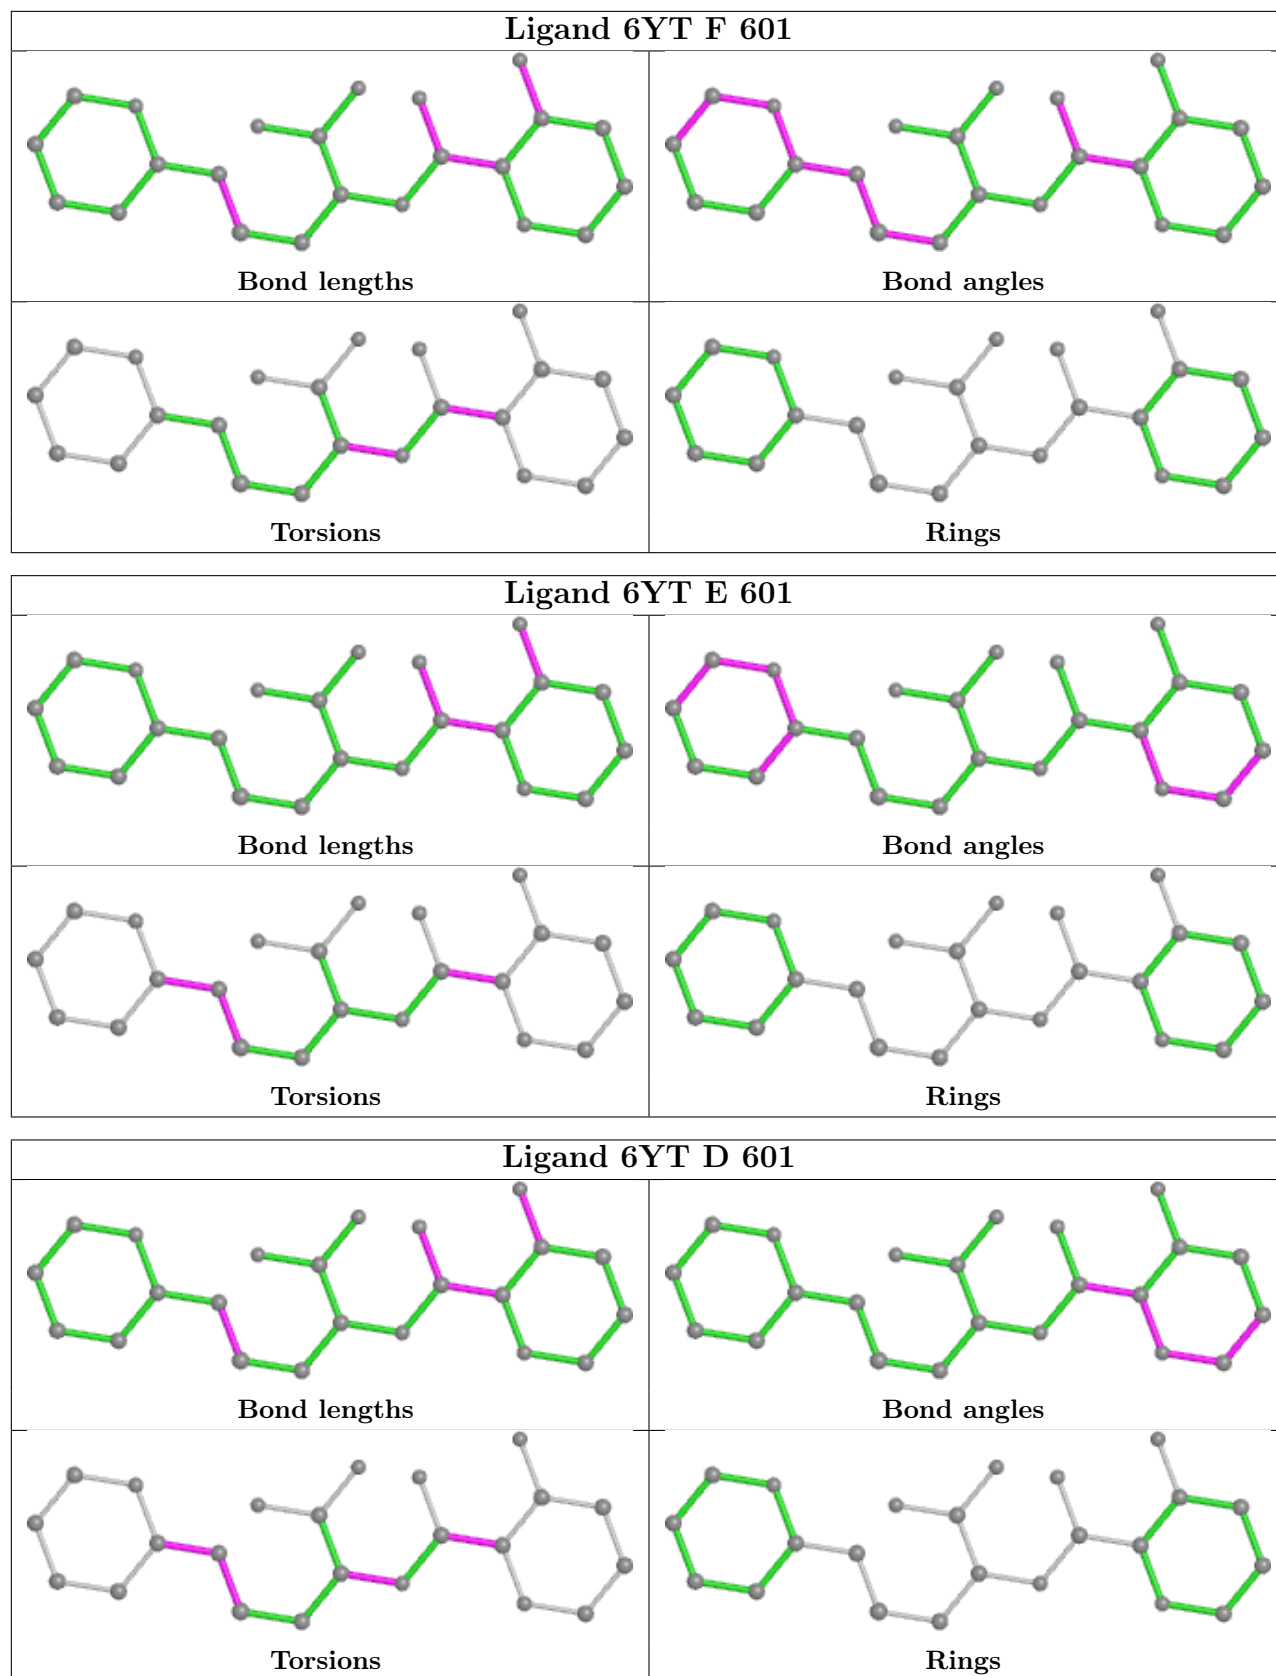 Ligand 6YT F 601
Bond lengths
Bond angles
Torsions
Rings
Ligand 6YT E 601
Bond lengths
Bond angles
Torsions
Rings
Ligand 6YT D 601
Bond lengths
Bond angles
Torsions
Rings